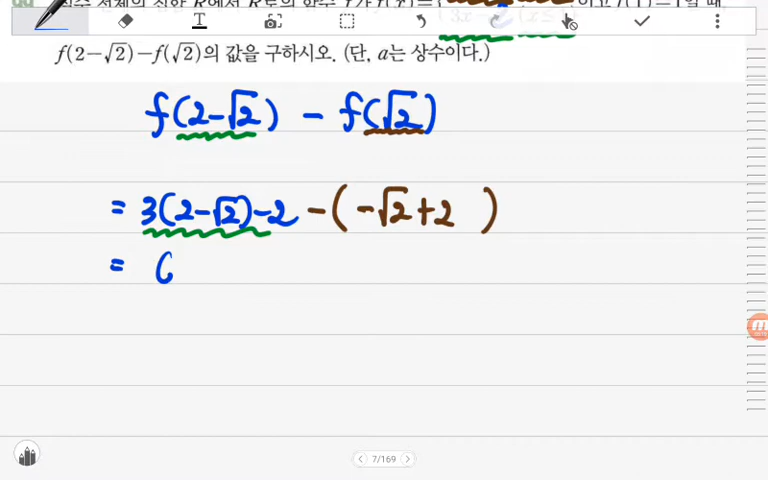 f(2-√2)-f(√2)의 값을 구하시오. (단, a는 상수이다.)
f(2-√2) - f(√2)
= 3(2-√2)-2 -(-√2+2 )
=
7/169